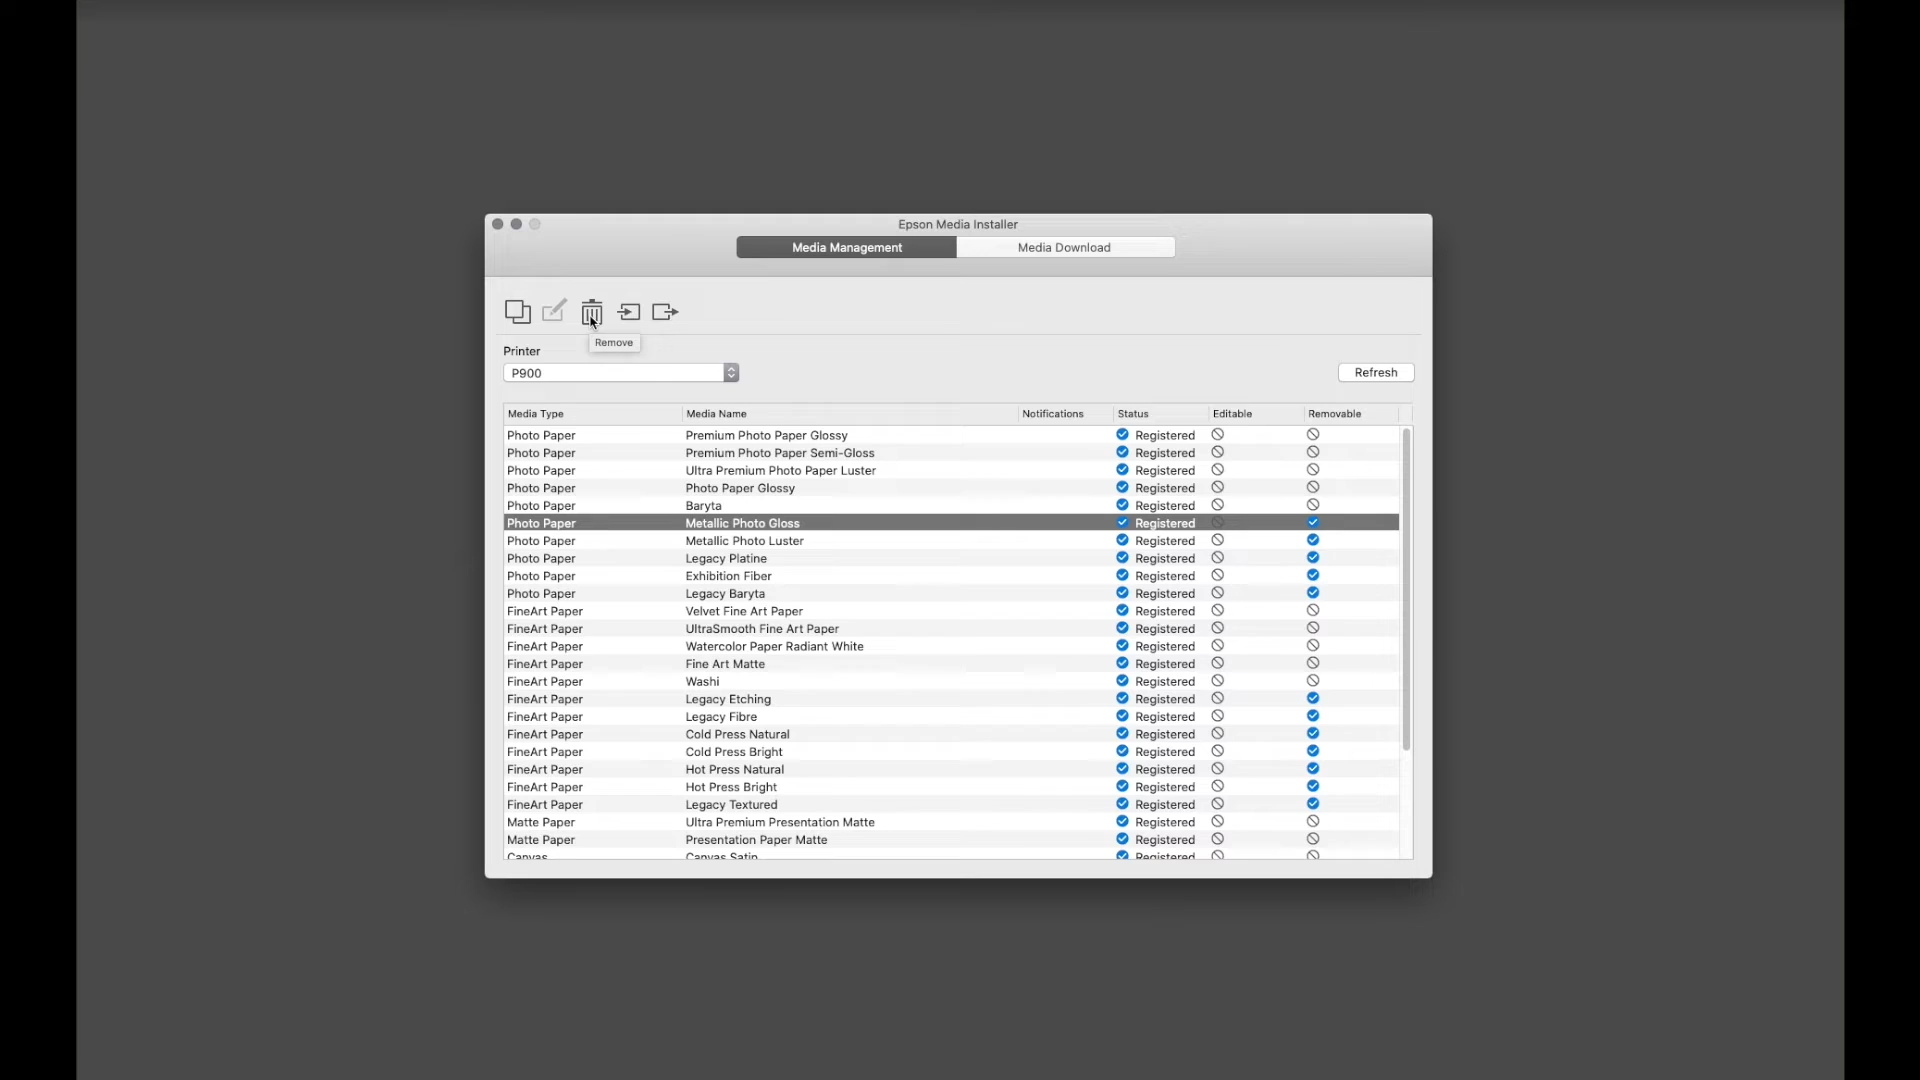 Epson Media Installer
Media Management Media Download
Remove
Printer
P900 Refresh
Media Type Media Name Notifications Status Editable Removable
Photo Paper Premium Photo Paper Glossy Registered
Photo Paper Premium Photo Paper Semi-Gloss Registered
Photo Paper Ultra Premium Photo Paper Luster Registered
Photo Paper Photo Paper Glossy Registered
Photo Paper Baryta Registered
Photo Paper Metallic Photo Gloss Registered
Photo Paper Metallic Photo Luster Registered
Photo Paper Legacy Platine Registered
Photo Paper Exhibition Fiber Registered
Photo Paper Legacy Baryta Registered
FineArt Paper Velvet Fine Art Paper Registered
FineArt Paper UltraSmooth Fine Art Paper Registered
FineArt Paper Watercolor Paper Radiant White Registered
FineArt Paper Fine Art Matte Registered
FineArt Paper Washi Registered
FineArt Paper Legacy Etching Registered
FineArt Paper Legacy Fibre Registered
FineArt Paper Cold Press Natural Registered
FineArt Paper Cold Press Bright Registered
FineArt Paper Hot Press Natural Registered
FineArt Paper Hot Press Bright Registered
FineArt Paper Legacy Textured Registered
Matte Paper Ultra Premium Presentation Matte Registered
Matte Paper Presentation Paper Matte Registered
Canvas Canvas Satin Registered